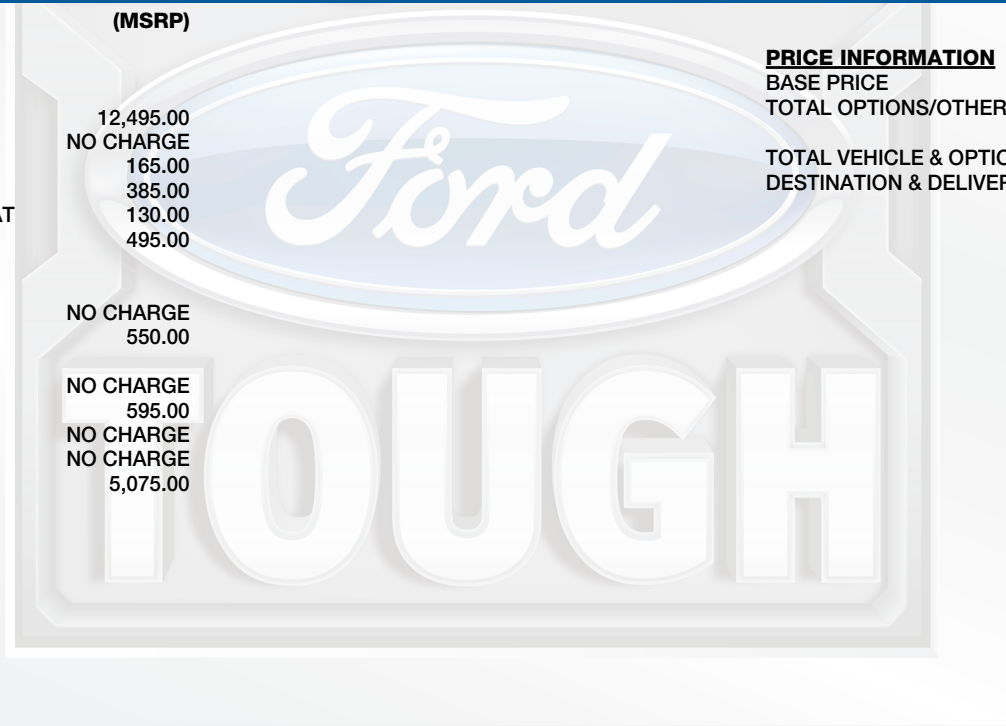 (MSRP)
12,495.00
NO CHARGE
165.00
385.00
AT 130.00
495.00
NO CHARGE
550.00
NO CHARGE
595.00
NO CHARGE
NO CHARGE
5,075.00
PRICE INFORMATION
BASE PRICE
TOTAL OPTIONS/OTHER
TOTAL VEHICLE & OPTIO
DESTINATION & DELIVER
Ford
TOUGH